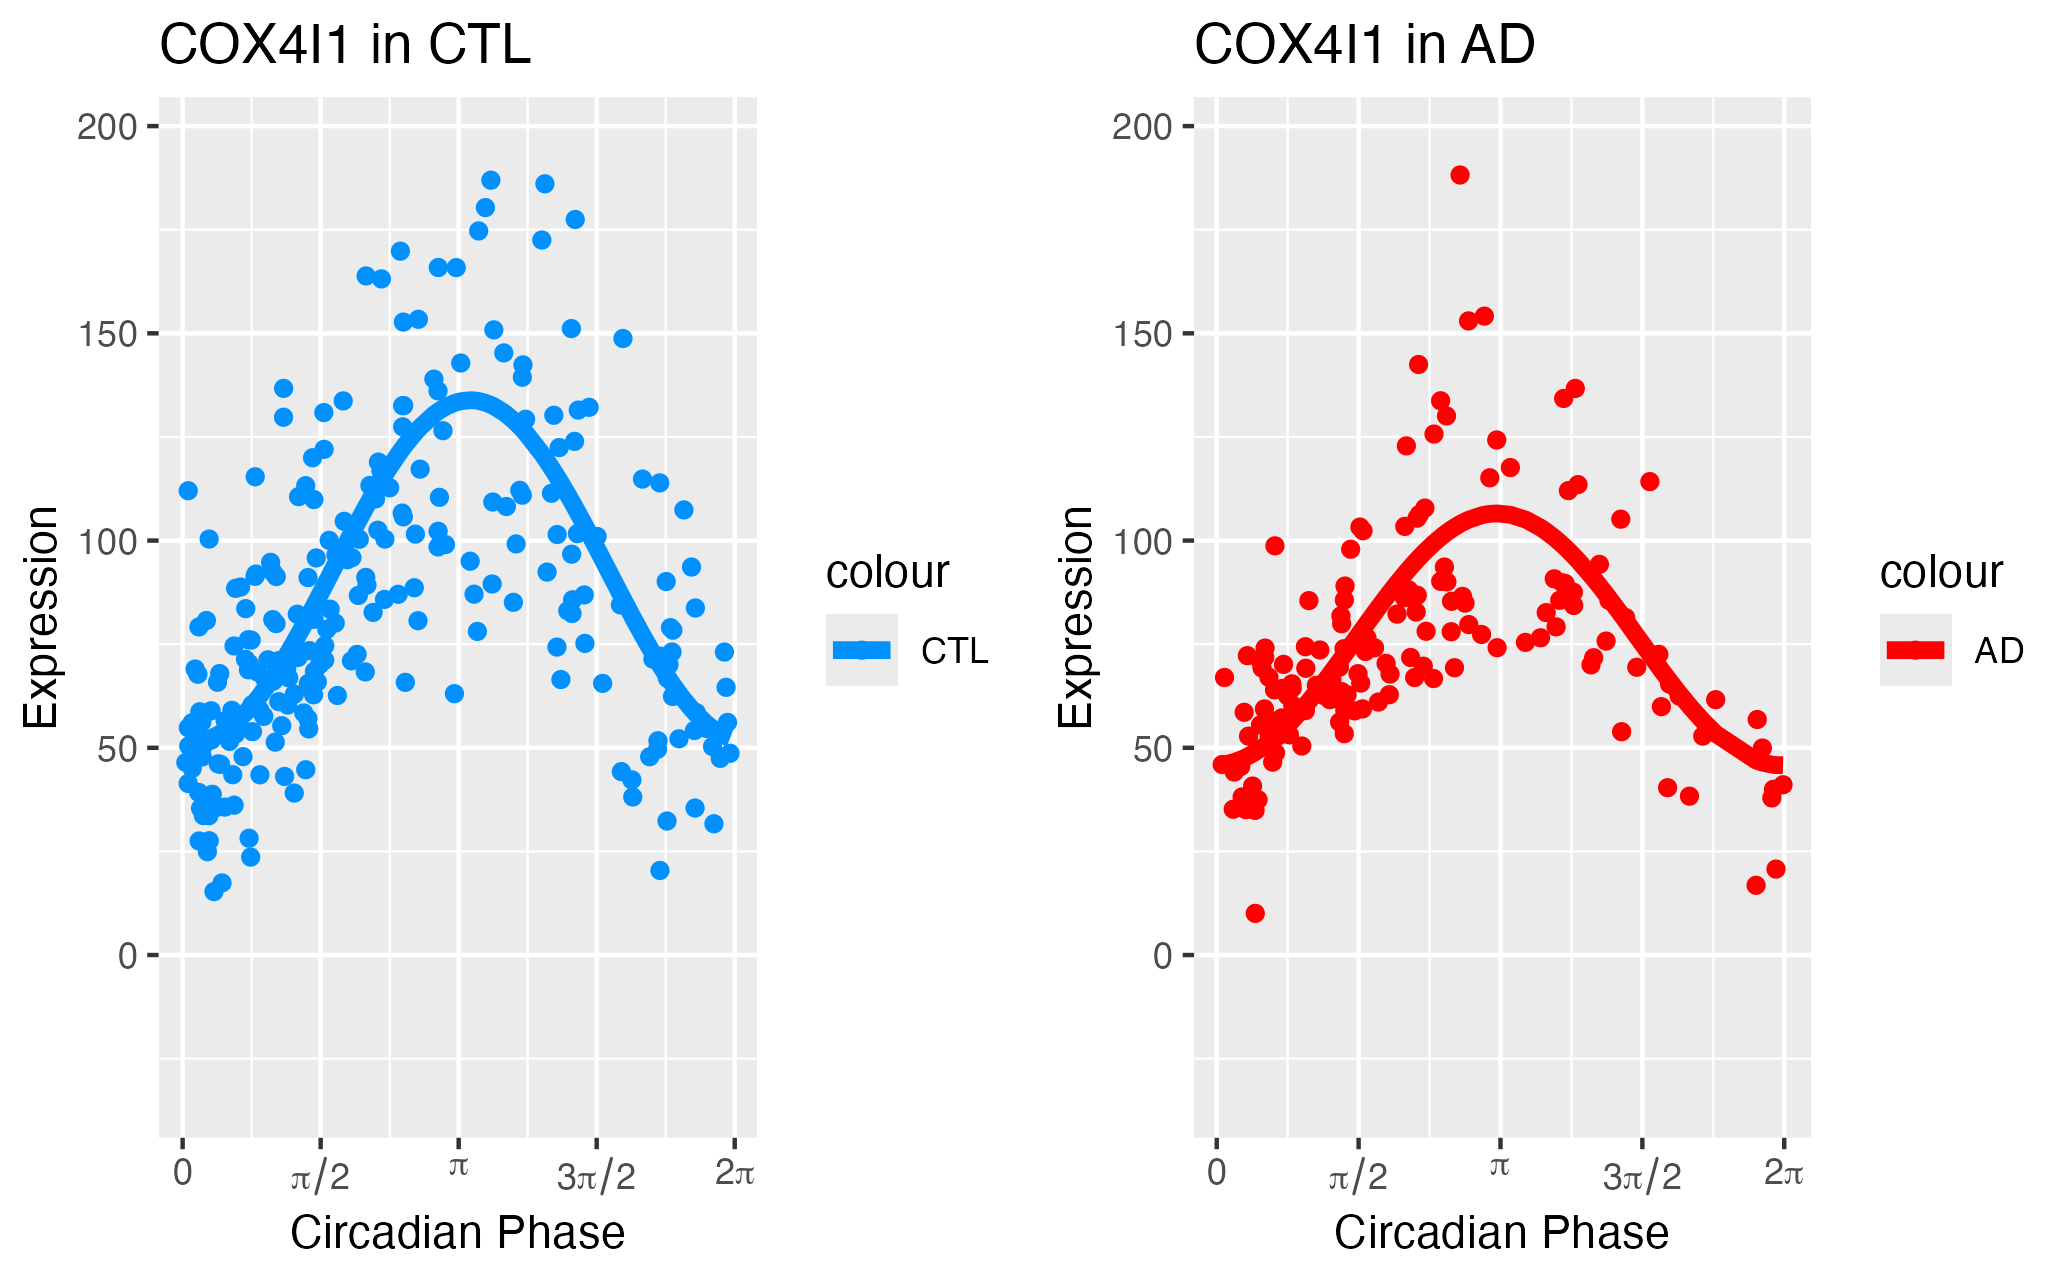 COX4I1 in CTL
200
150
100
50
0
Expression
0 π/2 π 3π/2 2π
Circadian Phase
colour
CTL
COX4I1 in AD
200
150
100
50
0
Expression
0 π/2 π 3π/2 2π
Circadian Phase
colour
AD